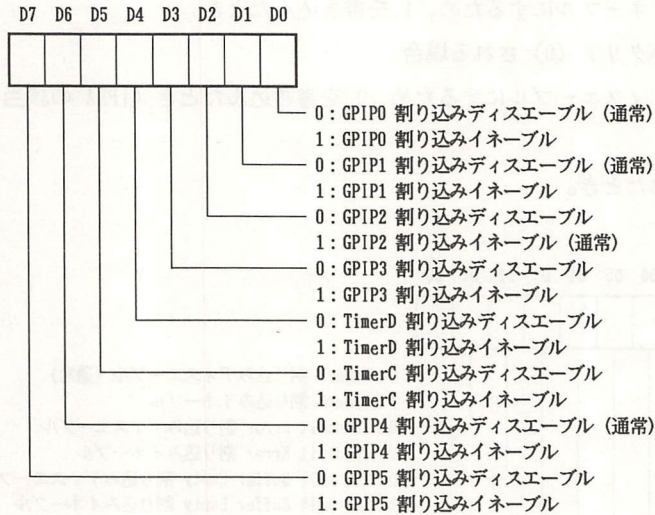 D7 D6 D5 D4 D3 D2 D1 D0
0:GPIP0 割り込みディスエーブル (通常)
1:GPIP0 割り込みイネーブル
0:GPIP1 割り込みディスエーブル (通常)
1:GPIP1 割り込みイネーブル
0:GPIP2 割り込みディスエーブル
1:GPIP2 割り込みイネーブル (通常)
0:GPIP3 割り込みディスエーブル
1:GPIP3 割り込みイネーブル
0:TimerD 割り込みディスエーブル
1:TimerD 割り込みイネーブル
0:TimerC 割り込みディスエーブル
1:TimerC 割り込みイネーブル
0:GPIP4 割り込みディスエーブル (通常)
1:GPIP4 割り込みイネーブル
0:GPIP5 割り込みディスエーブル
1:GPIP5 割り込みイネーブル